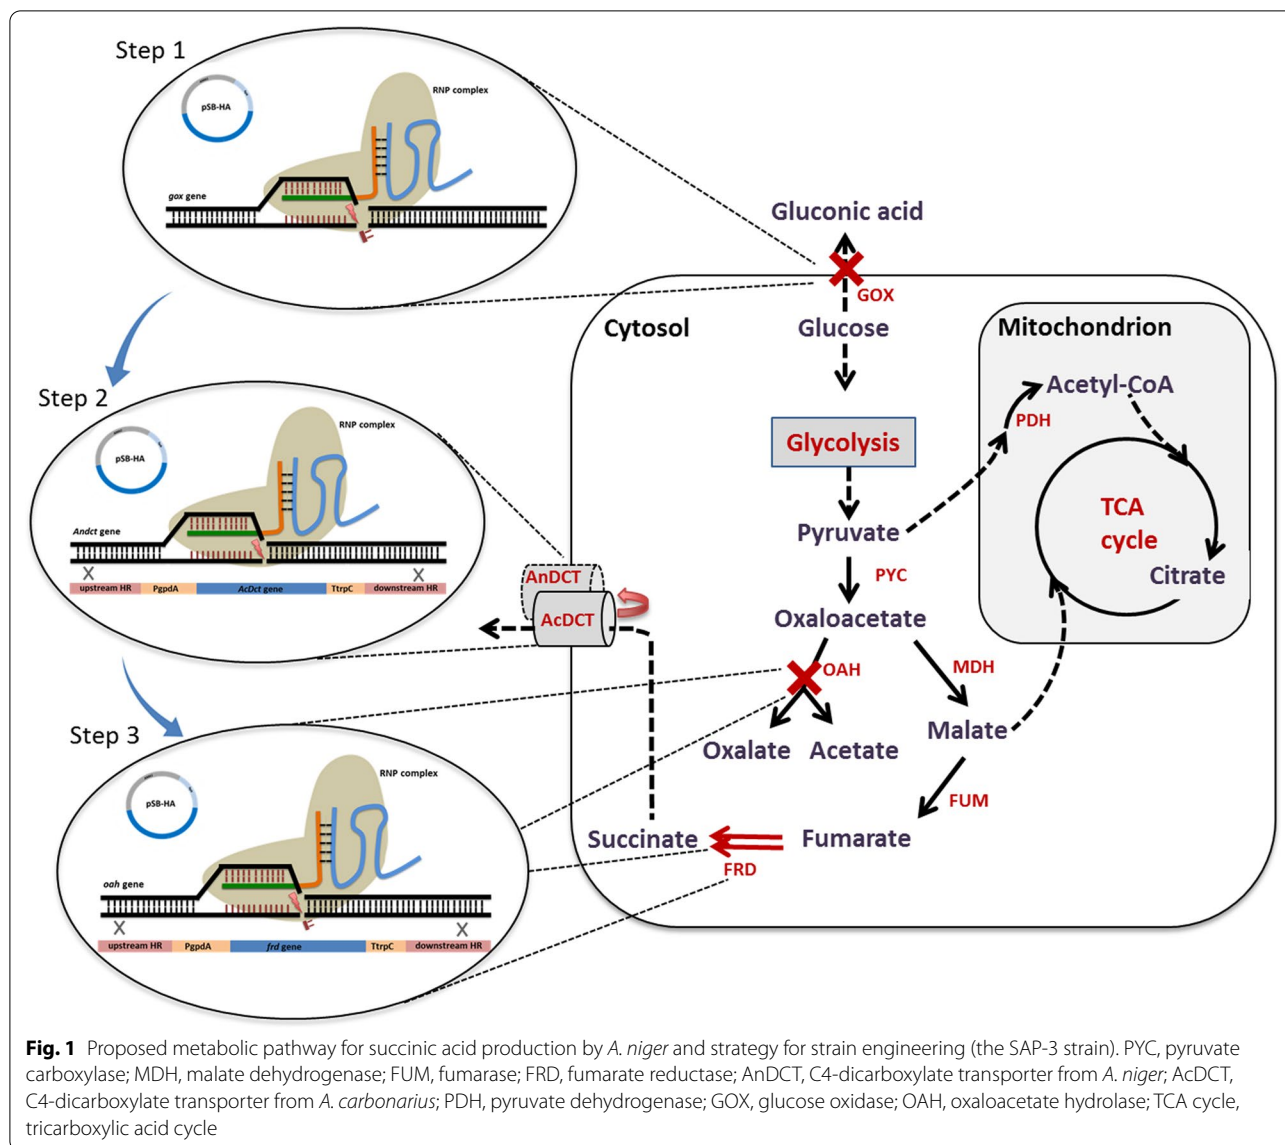 Step 1
RNP complex
pSB-HA
gox gene
Gluconic acid
GOX
Cytosol
Glucose
Mitochondrion
Acetyl-CoA
PDH
Glycolysis
TCA
cycle
Pyruvate
Citrate
PYC
Oxaloacetate
OAH
MDH
Oxalate
Acetate
Malate
FUM
Succinate
Fumarate
FRD
AnDCT
AcDCT
Step 2
RNP complex
pSB-HA
Andct gene
upstream HR PgpdA AcDct gene TtrpC downstream HR
Step 3
RNP complex
pSB-HA
oah gene
upstream HR PgpdA frd gene TtrpC downstream HR
Fig. 1 Proposed metabolic pathway for succinic acid production by A. niger and strategy for strain engineering (the SAP-3 strain). PYC, pyruvate
carboxylase; MDH, malate dehydrogenase; FUM, fumarase; FRD, fumarate reductase; AnDCT, C4-dicarboxylate transporter from A. niger; AcDCT,
C4-dicarboxylate transporter from A. carbonarius; PDH, pyruvate dehydrogenase; GOX, glucose oxidase; OAH, oxaloacetate hydrolase; TCA cycle,
tricarboxylic acid cycle